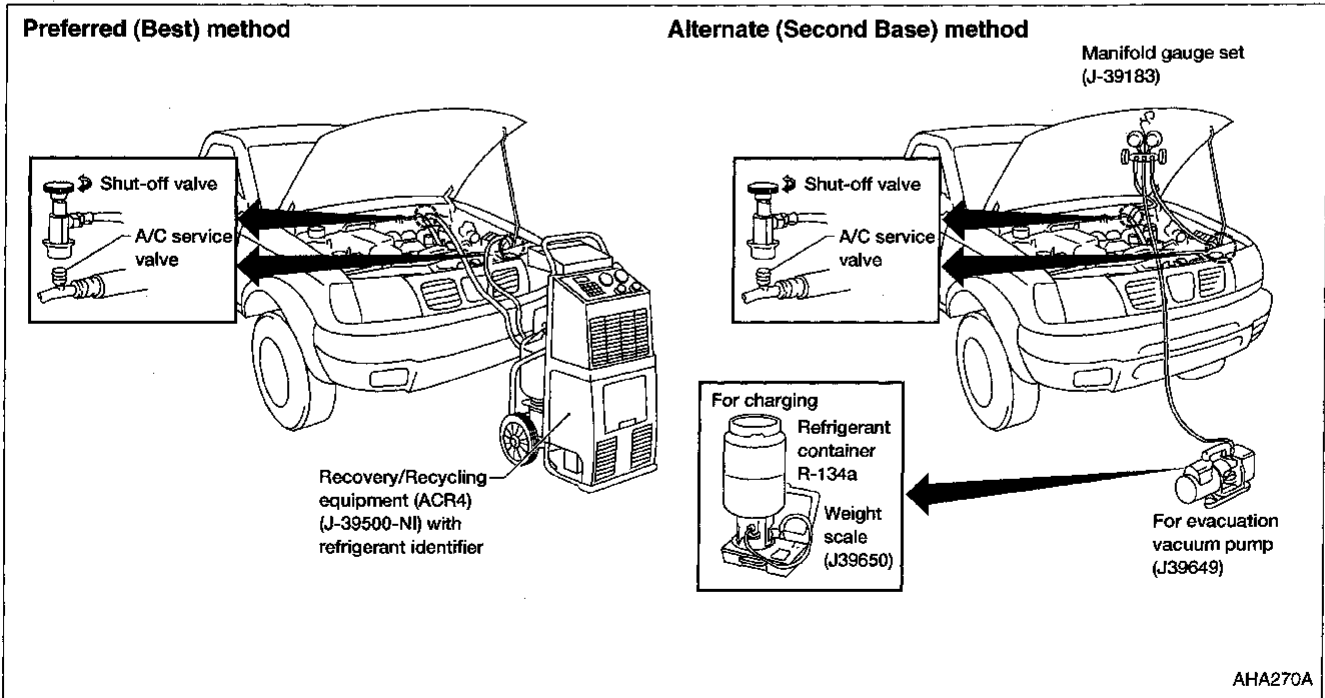 Preferred (Best) method
Shut-off valve
A/C service
valve
Recovery/Recycling
equipment (ACR4)
(J-39500-NI) with
refrigerant identifier
Alternate (Second Base) method
Manifold gauge set
(J-39183)
Shut-off valve
A/C service
valve
For charging
Refrigerant
container
R-134a
Weight
scale
(J39650)
For evacuation
vacuum pump
(J39649)
AHA270A